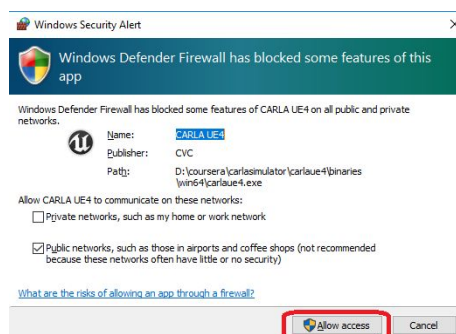 Windows Security Alert
Windows Defender Firewall has blocked some features of this
app
Windows Defender Firewall has blocked some features of CARLA UE4 on all public and private
networks.
Name: CARLA UE4
Publisher: CVC
Path: D:\coursera\carlasimulator\carlaue4\binaries
\win64\carlaue4.exe
Allow CARLA UE4 to communicate on these networks:
Private networks, such as my home or work network
Public networks, such as those in airports and coffee shops (not recommended
because these networks often have little or no security)
What are the risks of allowing an app through a firewall?
Allow access Cancel